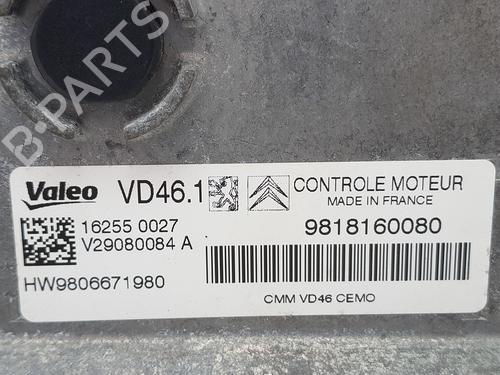 B-PARTS
Valeo VD46.1 CONTROLE MOTEUR
MADE IN FRANCE
16255 0027
V29080084 A
9818160080
HW9806671980
CMM VD46 CEMO